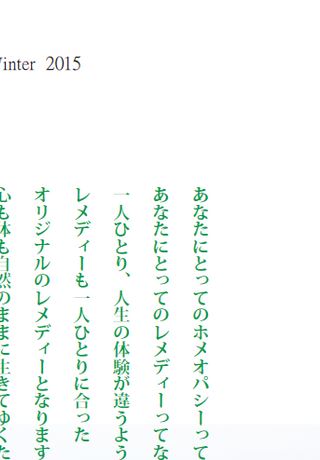 Winter 2015
あなたにとってのホメオパシーって
あなたにとってのレメディーってな
一人ひとり、人生の体験が違うよう
レメディーも一人ひとりに合った
オリジナルのレメディーとなります
心も体も自然のままに生きてゆくた